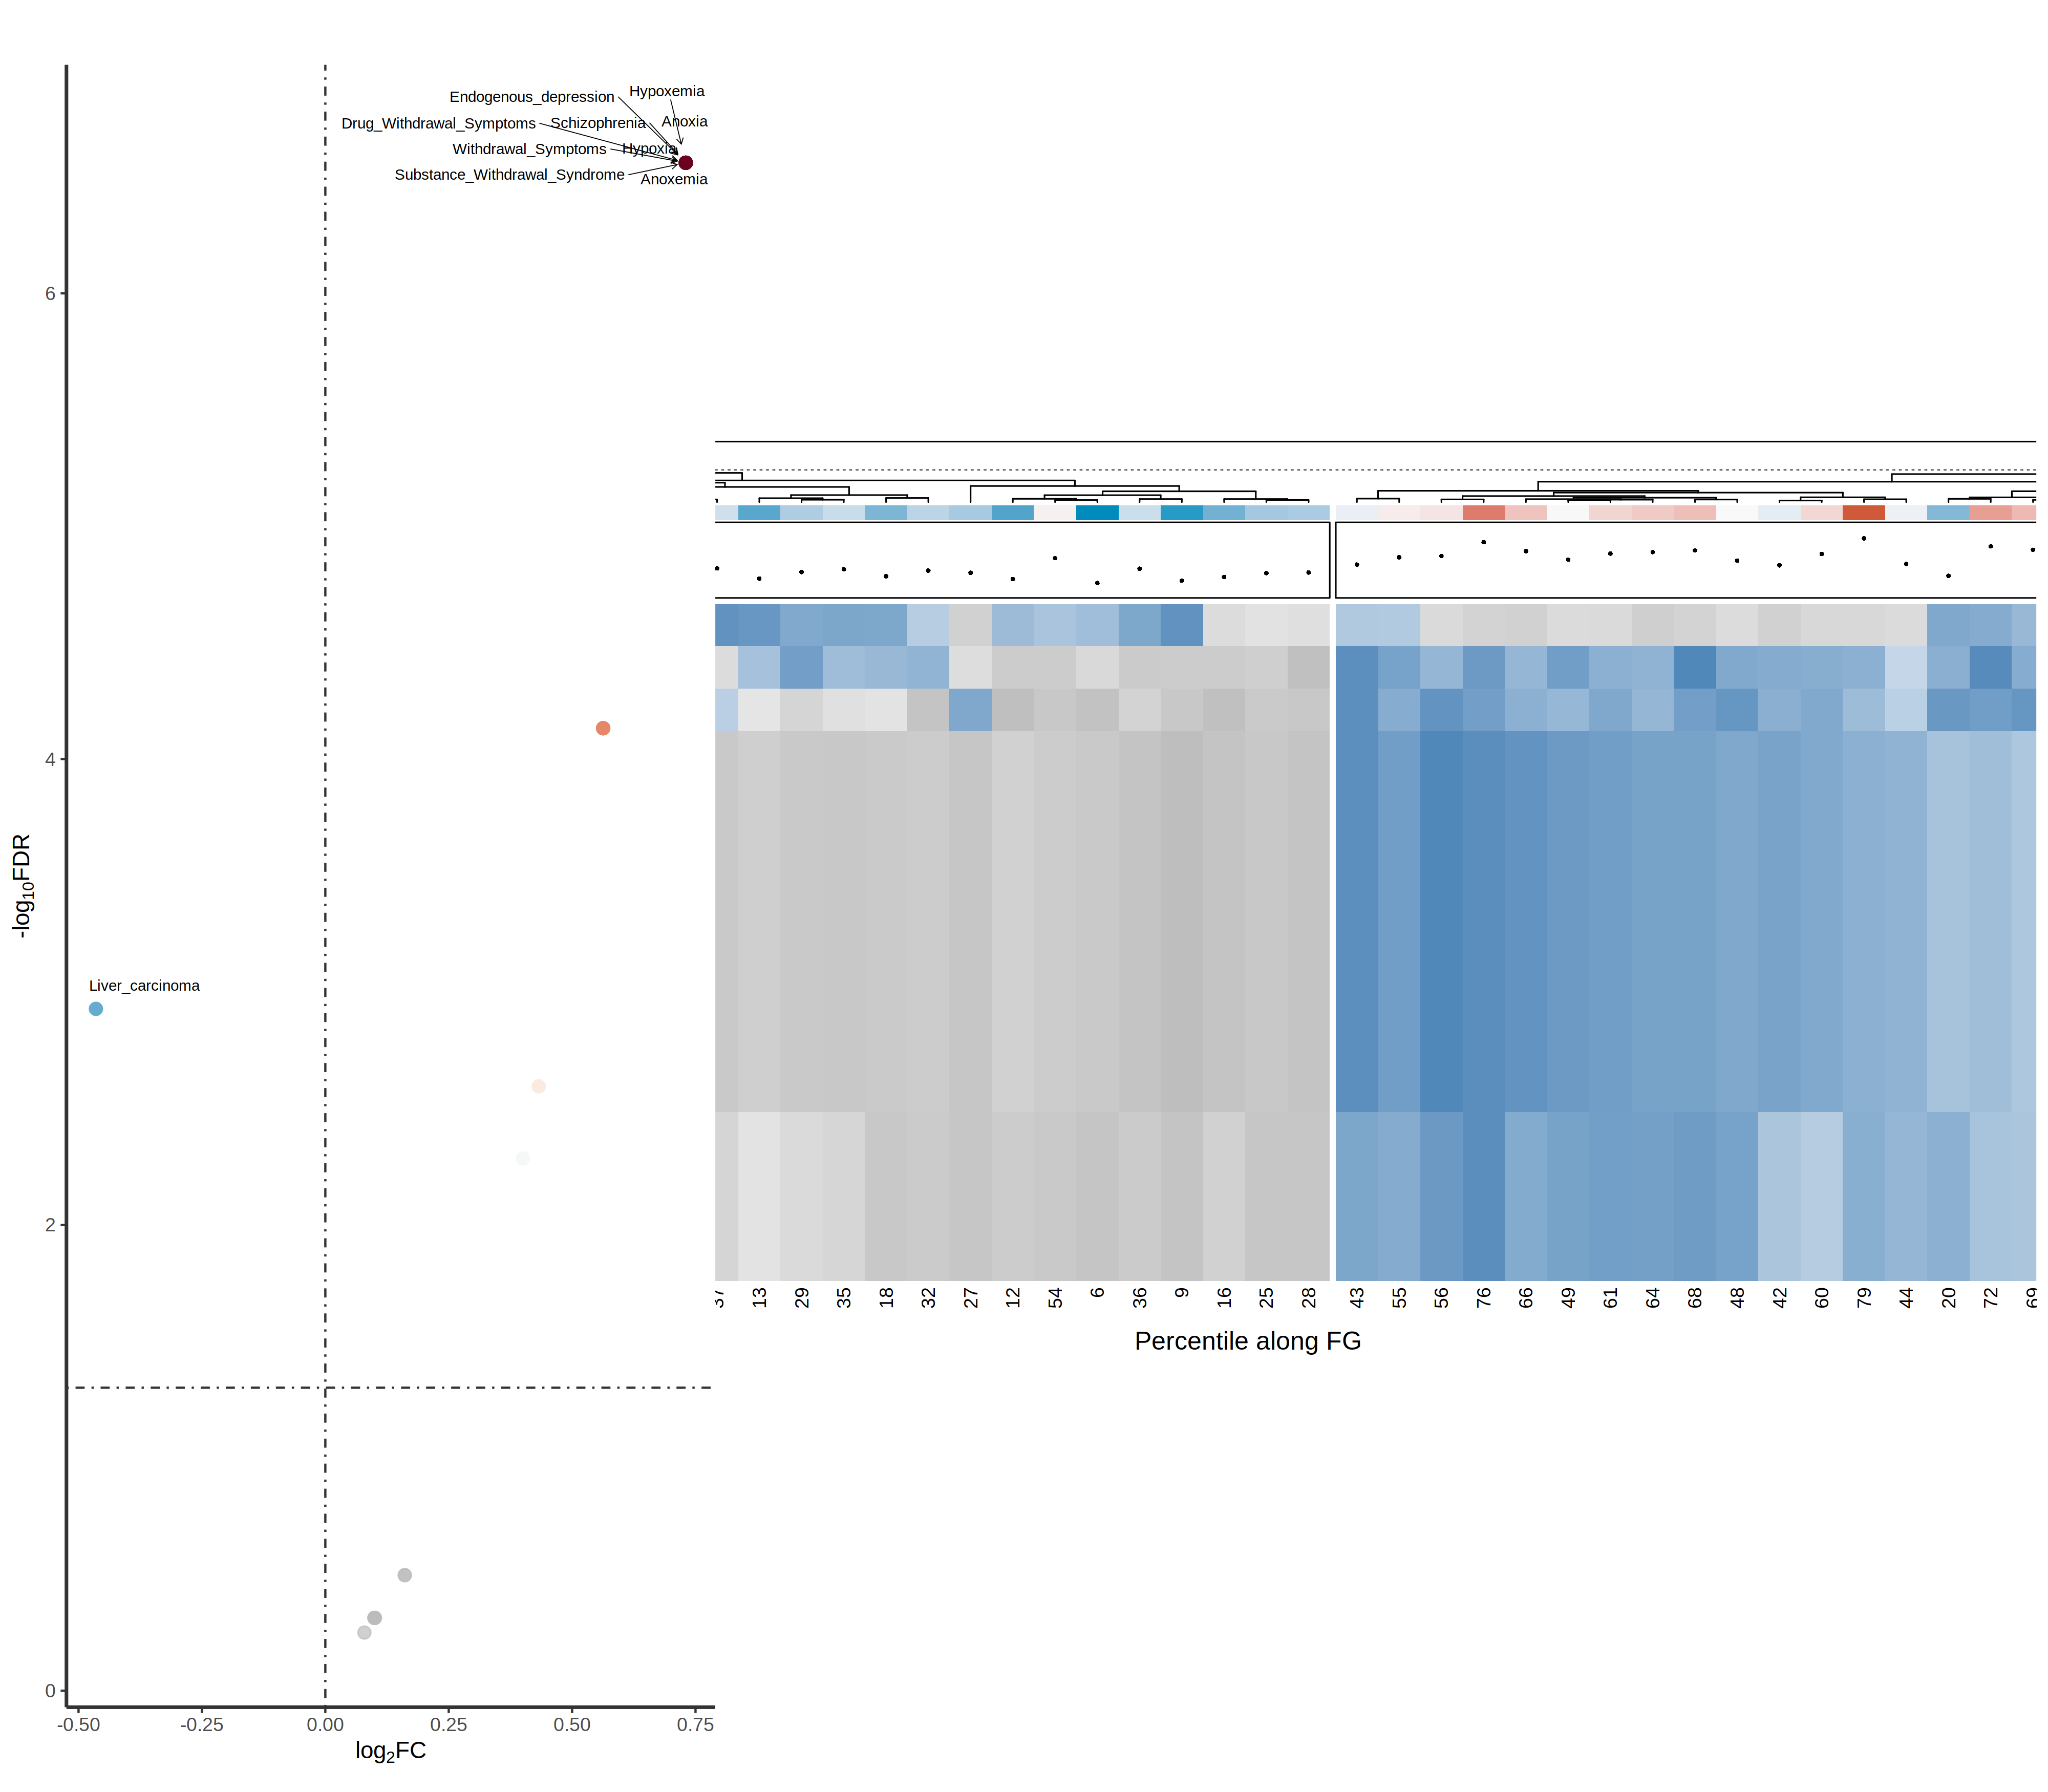 Endogenous_depression
Hypoxemia
Drug_Withdrawal_Symptoms
Schizophrenia
Anoxia
Withdrawal_Symptoms
Hypoxia
Substance_Withdrawal_Syndrome
Anoxemia
6
4
-log10FDR
Liver_carcinoma
2
0
-0.50 -0.25 0.00 0.25 0.50 0.75
log2FC
37 13 29 35 18 32 27 12 54 6 36 9 16 25 28 43 55 56 76 66 49 61 64 68 48 42 60 79 44 20 72 69
Percentile along FG